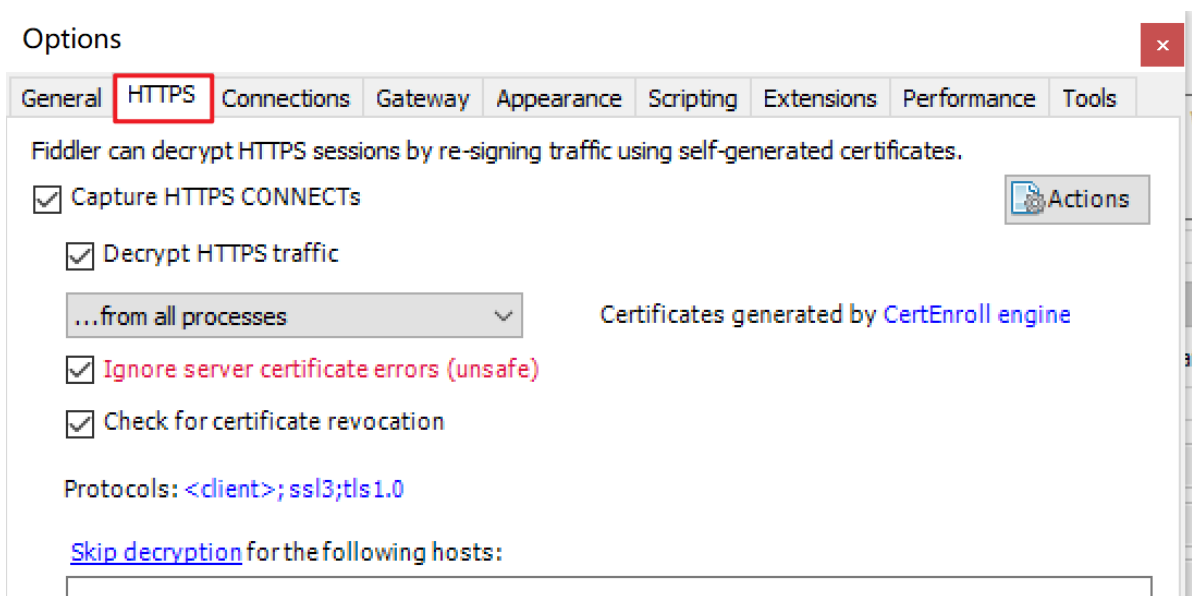 Options
General HTTPS Connections Gateway Appearance Scripting Extensions Performance Tools
Fiddler can decrypt HTTPS sessions by re-signing traffic using self-generated certificates.
Capture HTTPS CONNECTs
Actions
Decrypt HTTPS traffic
...from all processes
Certificates generated by CertEnroll engine
Ignore server certificate errors (unsafe)
Check for certificate revocation
Protocols: <client>; ssl3;tls1.0
Skip decryption for the following hosts: